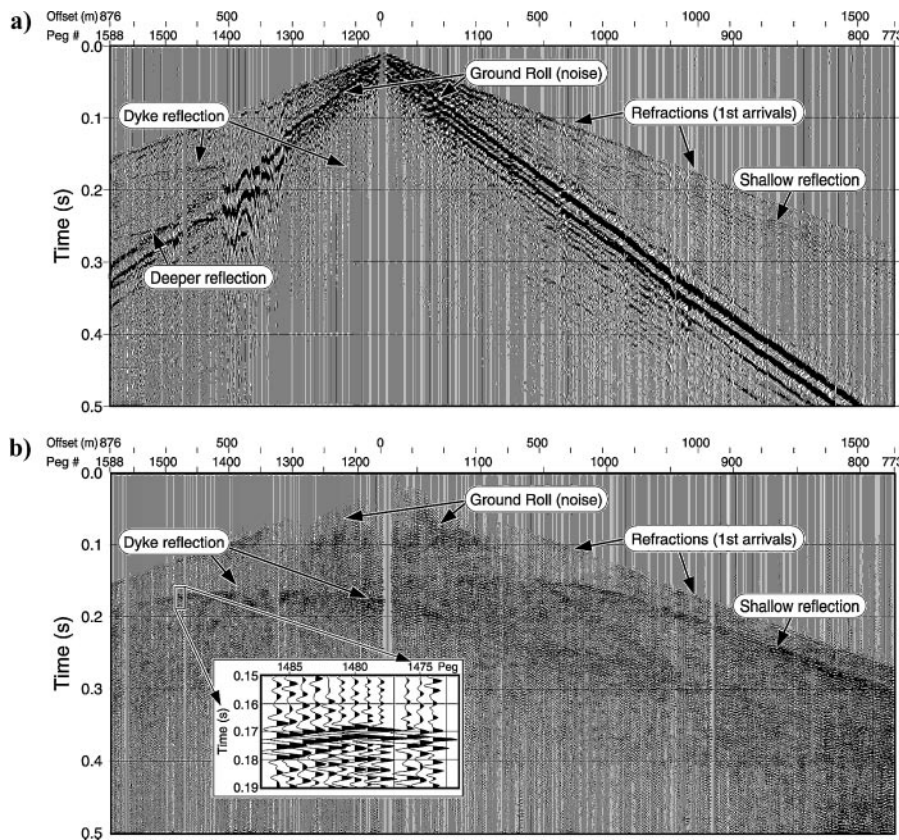 a)
Offset (m) 876 500 0 500 1000 1500
Peg # 1588 1500 1400 1300 1200 1100 1000 900 800 773
0.0
Ground Roll (noise)
0.1
Dyke reflection
Refractions (1st arrivals)
Shallow reflection
0.2
Time (s)
Deeper reflection
0.3
0.4
0.5
Offset (m) 876 500 0 500 1000 1500
b)
Peg # 1588 1500 1400 1300 1200 1100 1000 900 800 773
0.0
Ground Roll (noise)
0.1
Dyke reflection
Refractions (1st arrivals)
0.2
Shallow reflection
Time (s)
1485 1480 1475 Peg
0.15
0.3
0.16
Time (s)
0.17
0.4
0.18
0.19
0.5